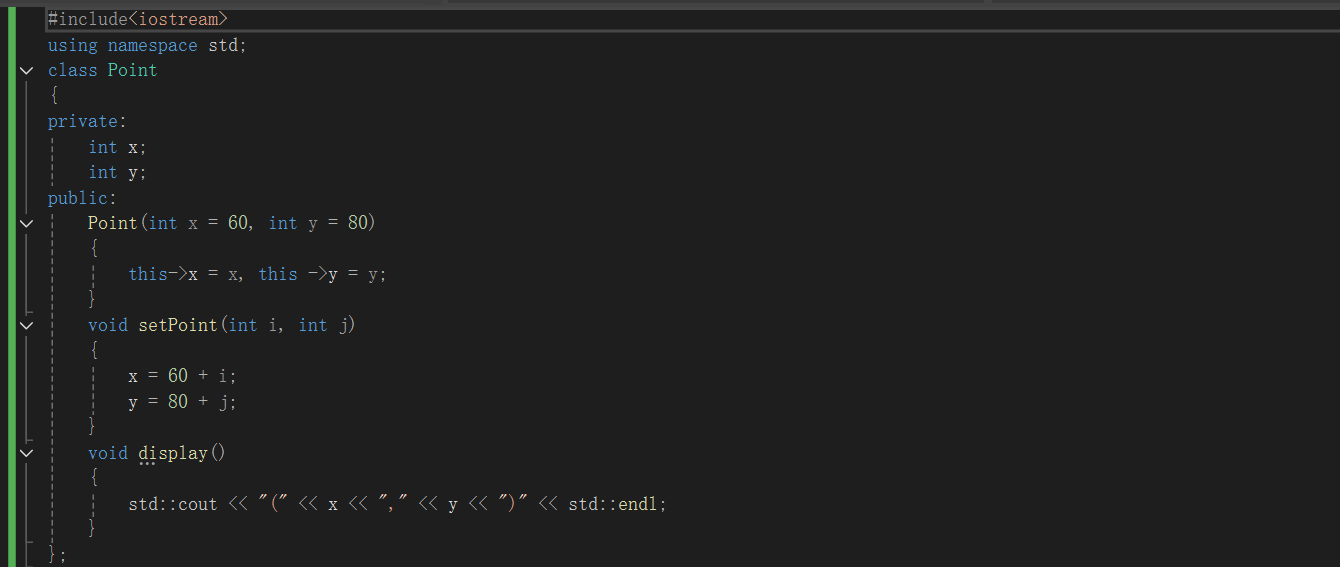 #include<iostream>
using namespace std;
class Point
{
private:
    int x;
    int y;
public:
    Point(int x = 60, int y = 80)
    {
        this->x = x, this ->y = y;
    }
    void setPoint(int i, int j)
    {
        x = 60 + i;
        y = 80 + j;
    }
    void display()
    {
        std::cout << "(" << x << "," << y << ")" << std::endl;
    }
};